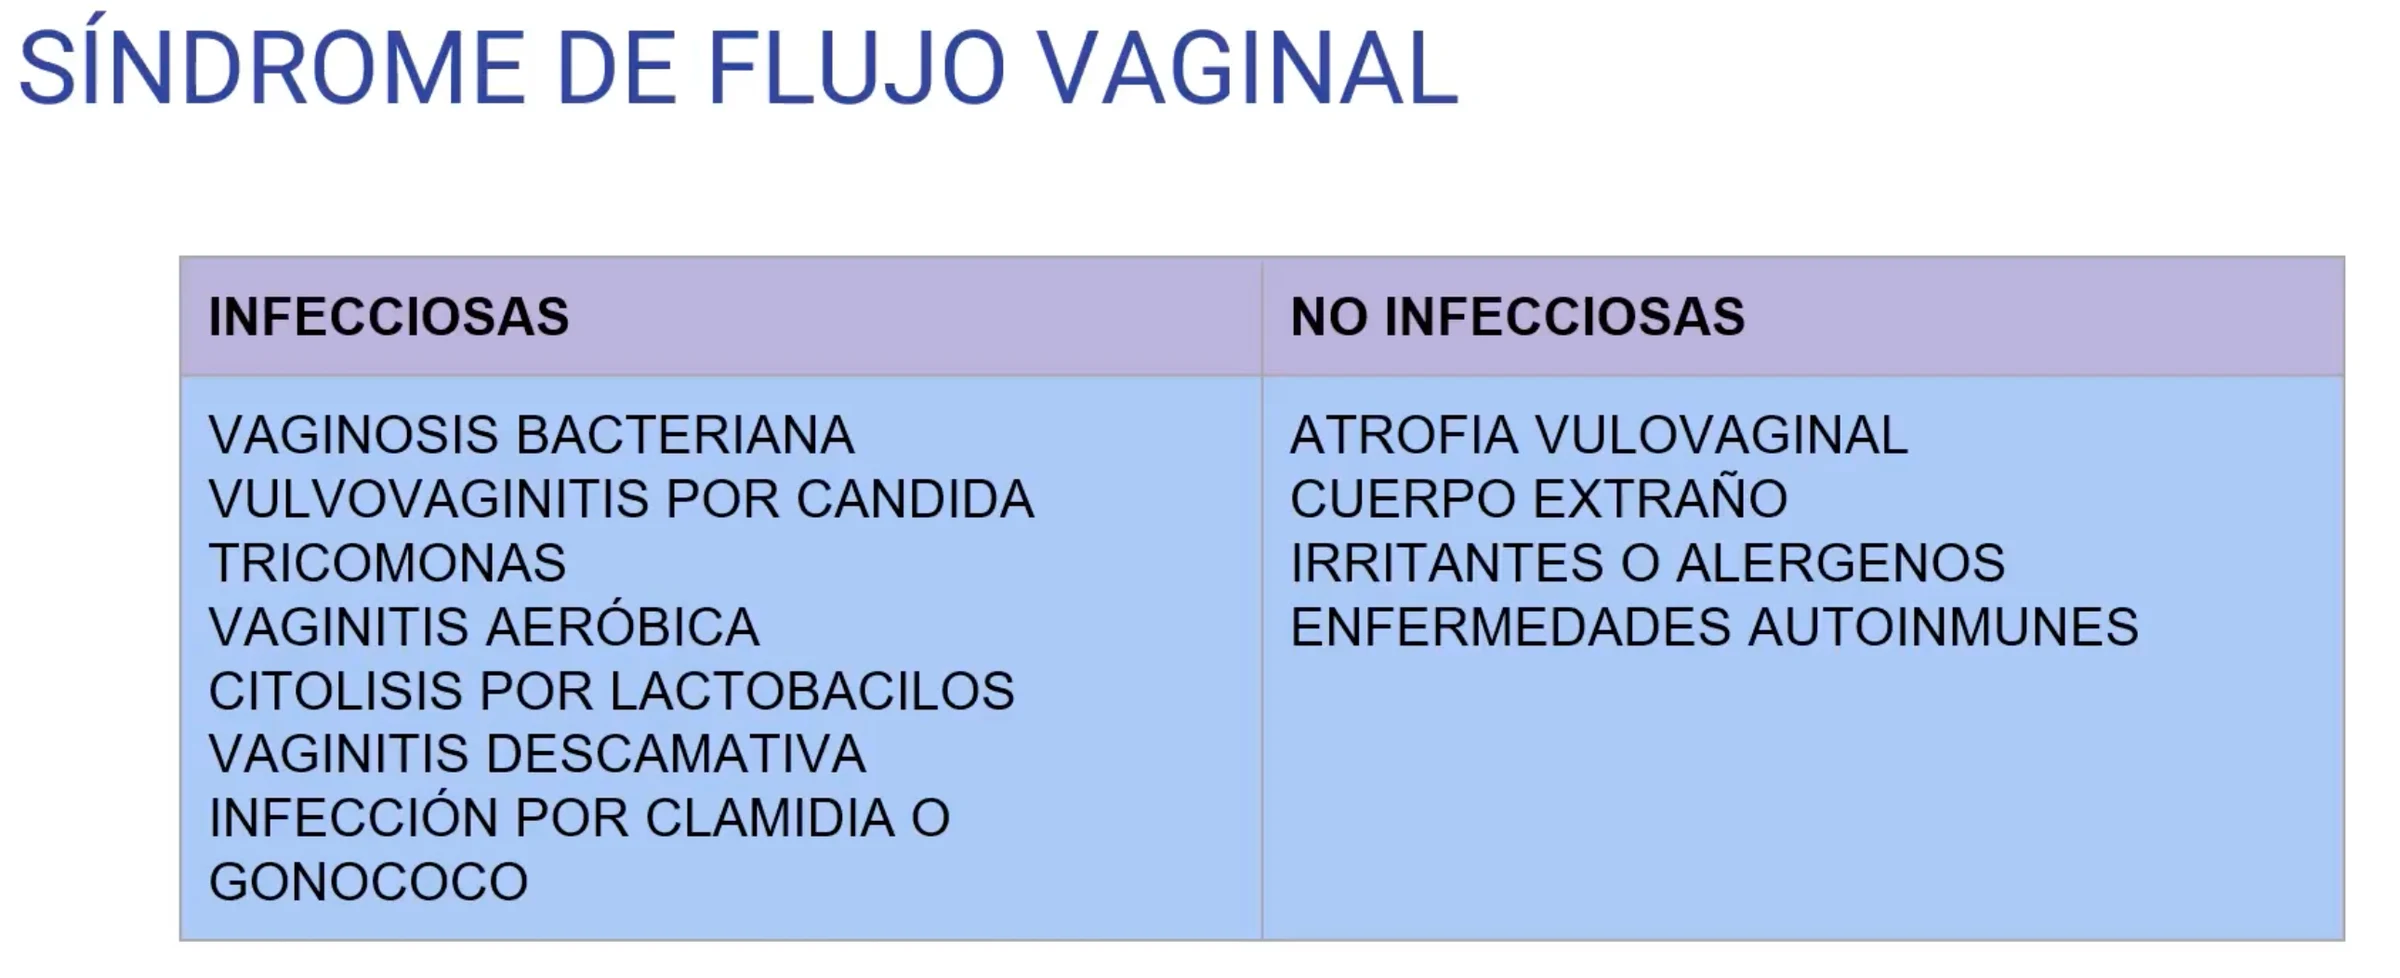 SÍNDROME DE FLUJO VAGINAL
INFECCIOSAS
VAGINOSIS BACTERIANA
VULVOVAGINITIS POR CANDIDA
TRICOMONAS
VAGINITIS AERÓBICA
CITOLISIS POR LACTOBACILOS
VAGINITIS DESCAMATIVA
INFECCIÓN POR CLAMIDIA O
GONOCOCO
NO INFECCIOSAS
ATROFIA VULOVAGINAL
CUERPO EXTRAÑO
IRRITANTES O ALERGENOS
ENFERMEDADES AUTOINMUNES